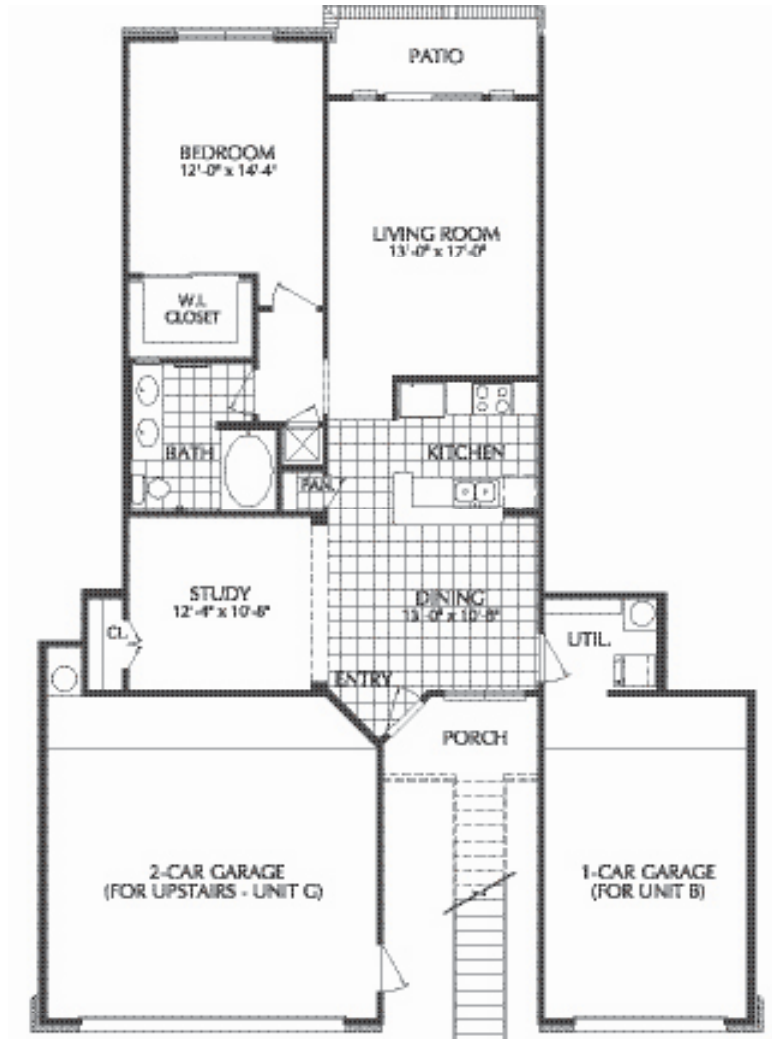 PATIO
BEDROOM
12'-0" x 14'-4"
LIVING ROOM
13'-0" x 17'-0"
W.I.
CLOSET
KITCHEN
BATH
PAN.
STUDY
12'-4" x 10'-8"
DINING
13'-0" x 10'-8"
CL.
UTIL.
ENTRY
PORCH
2-CAR GARAGE
(FOR UPSTAIRS - UNIT G)
1-CAR GARAGE
(FOR UNIT B)